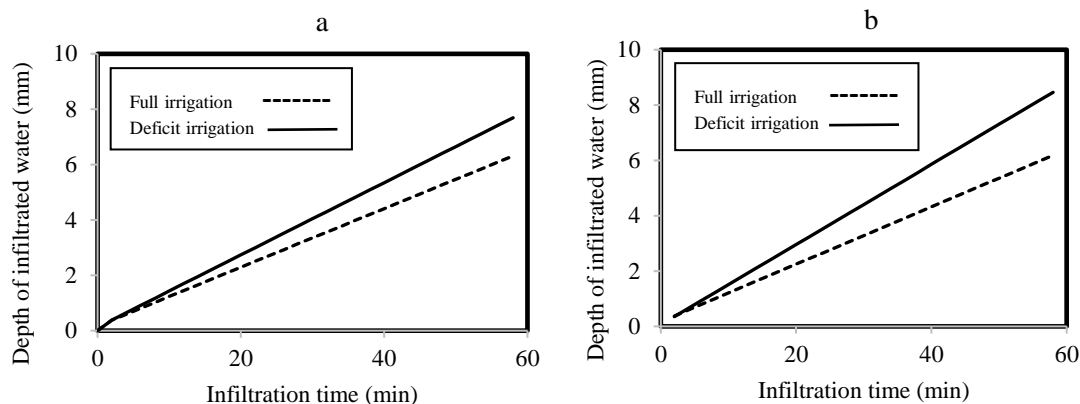 a
Depth of infiltrated water (mm)
10
8
6
4
2
0
Full irrigation
Deficit irrigation
0
20
40
60
Infiltration time (min)
b
Depth of infiltrated water (mm)
10
8
6
4
2
0
Full irrigation
Deficit irrigation
0
20
40
60
Infiltration time (min)